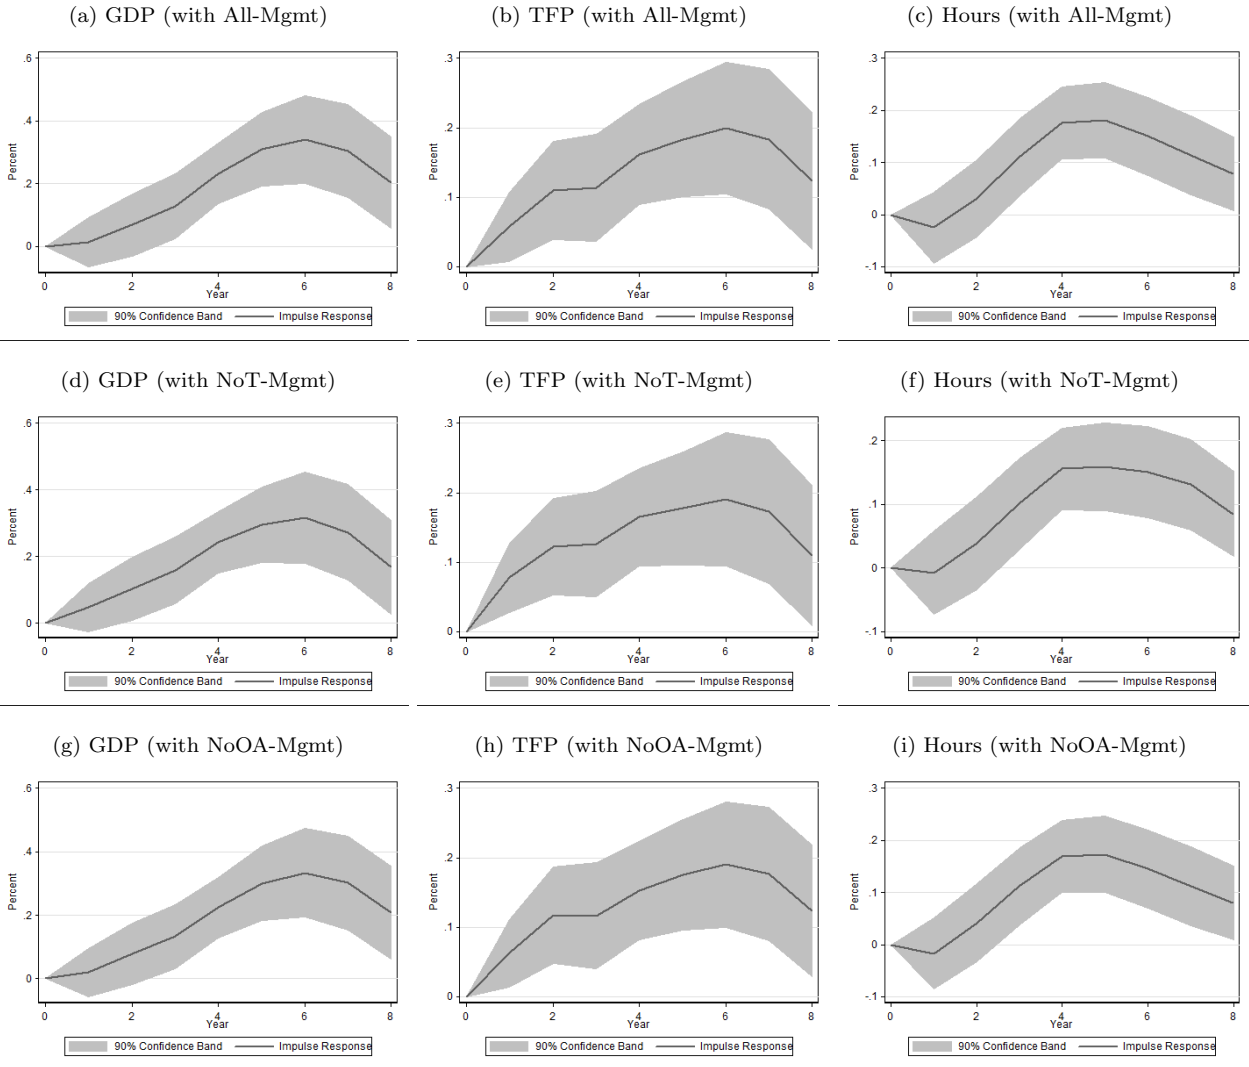 (a) GDP (with All-Mgmt)
(b) TFP (with All-Mgmt)
(c) Hours (with All-Mgmt)
.6
.4
.2
0
Percent
0 2 4 6 8
Year
90% Confidence Band Impulse Response
.3
.2
.1
0
Percent
0 2 4 6 8
Year
90% Confidence Band Impulse Response
.3
.2
.1
0
-.1
Percent
0 2 4 6 8
Year
90% Confidence Band Impulse Response
(d) GDP (with NoT-Mgmt)
(e) TFP (with NoT-Mgmt)
(f) Hours (with NoT-Mgmt)
.6
.4
.2
0
Percent
0 2 4 6 8
Year
90% Confidence Band Impulse Response
.3
.2
.1
0
Percent
0 2 4 6 8
Year
90% Confidence Band Impulse Response
.2
.1
0
-.1
Percent
0 2 4 6 8
Year
90% Confidence Band Impulse Response
(g) GDP (with NoOA-Mgmt)
(h) TFP (with NoOA-Mgmt)
(i) Hours (with NoOA-Mgmt)
.6
.4
.2
0
Percent
0 2 4 6 8
Year
90% Confidence Band Impulse Response
.3
.2
.1
0
Percent
0 2 4 6 8
Year
90% Confidence Band Impulse Response
.3
.2
.1
0
-.1
Percent
0 2 4 6 8
Year
90% Confidence Band Impulse Response